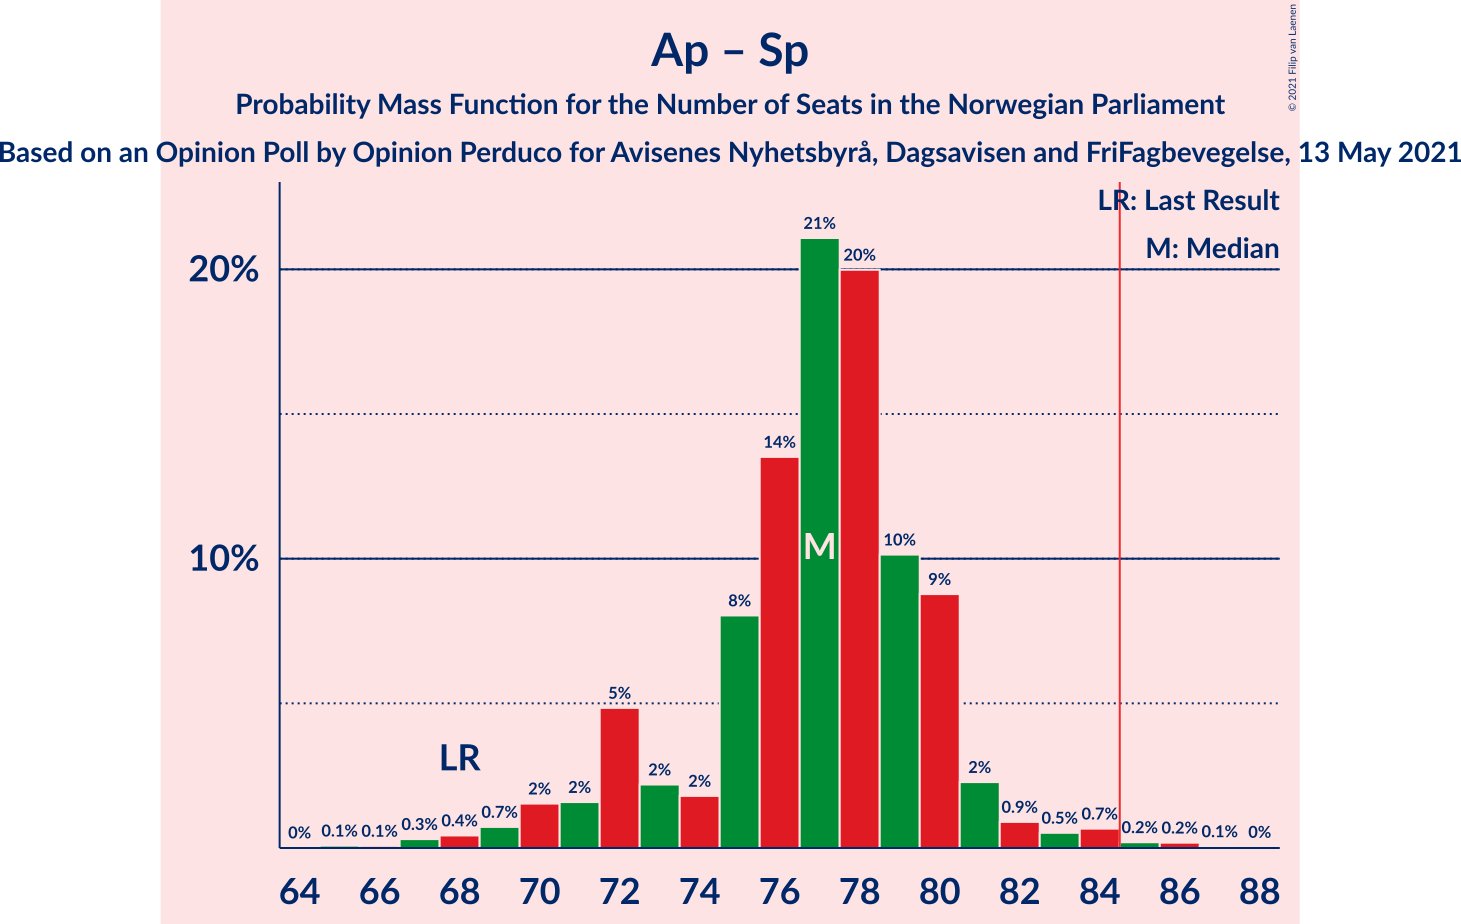 Ap – Sp
Probability Mass Function for the Number of Seats in the Norwegian Parliament
Based on an Opinion Poll by Opinion Perduco for Avisenes Nyhetsbyrå, Dagsavisen and FriFagbevegelse, 13 May 2021
© 2021 Filip van Laenen
LR: Last Result
M: Median
20%
10%
0% 0.1% 0.1% 0.3% 0.4% 0.7% 2% 2% 5% 2% 2% 8% 14% 21% 20% 10% 9% 2% 0.9% 0.5% 0.7% 0.2% 0.2% 0.1% 0%
LR
M
64 66 68 70 72 74 76 78 80 82 84 86 88